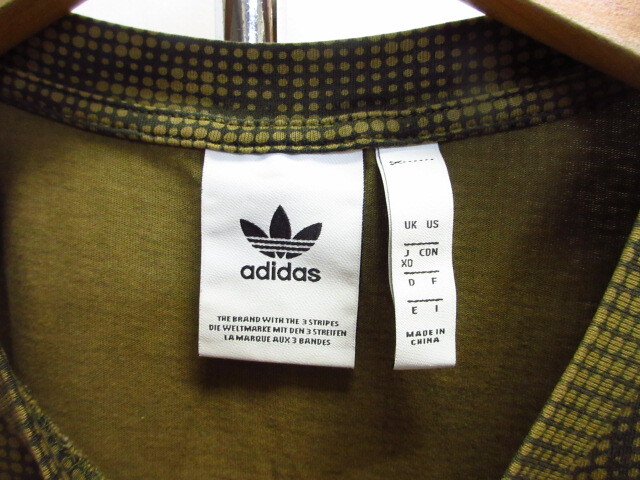 adidas
THE BRAND WITH THE 3 STRIPES
DIE WELTMARKE MIT DEN 3 STREIFEN
LA MARQUE AUX 3 BANDES
UK US
J CDN
XO
D F
E I
MADE IN
CHINA